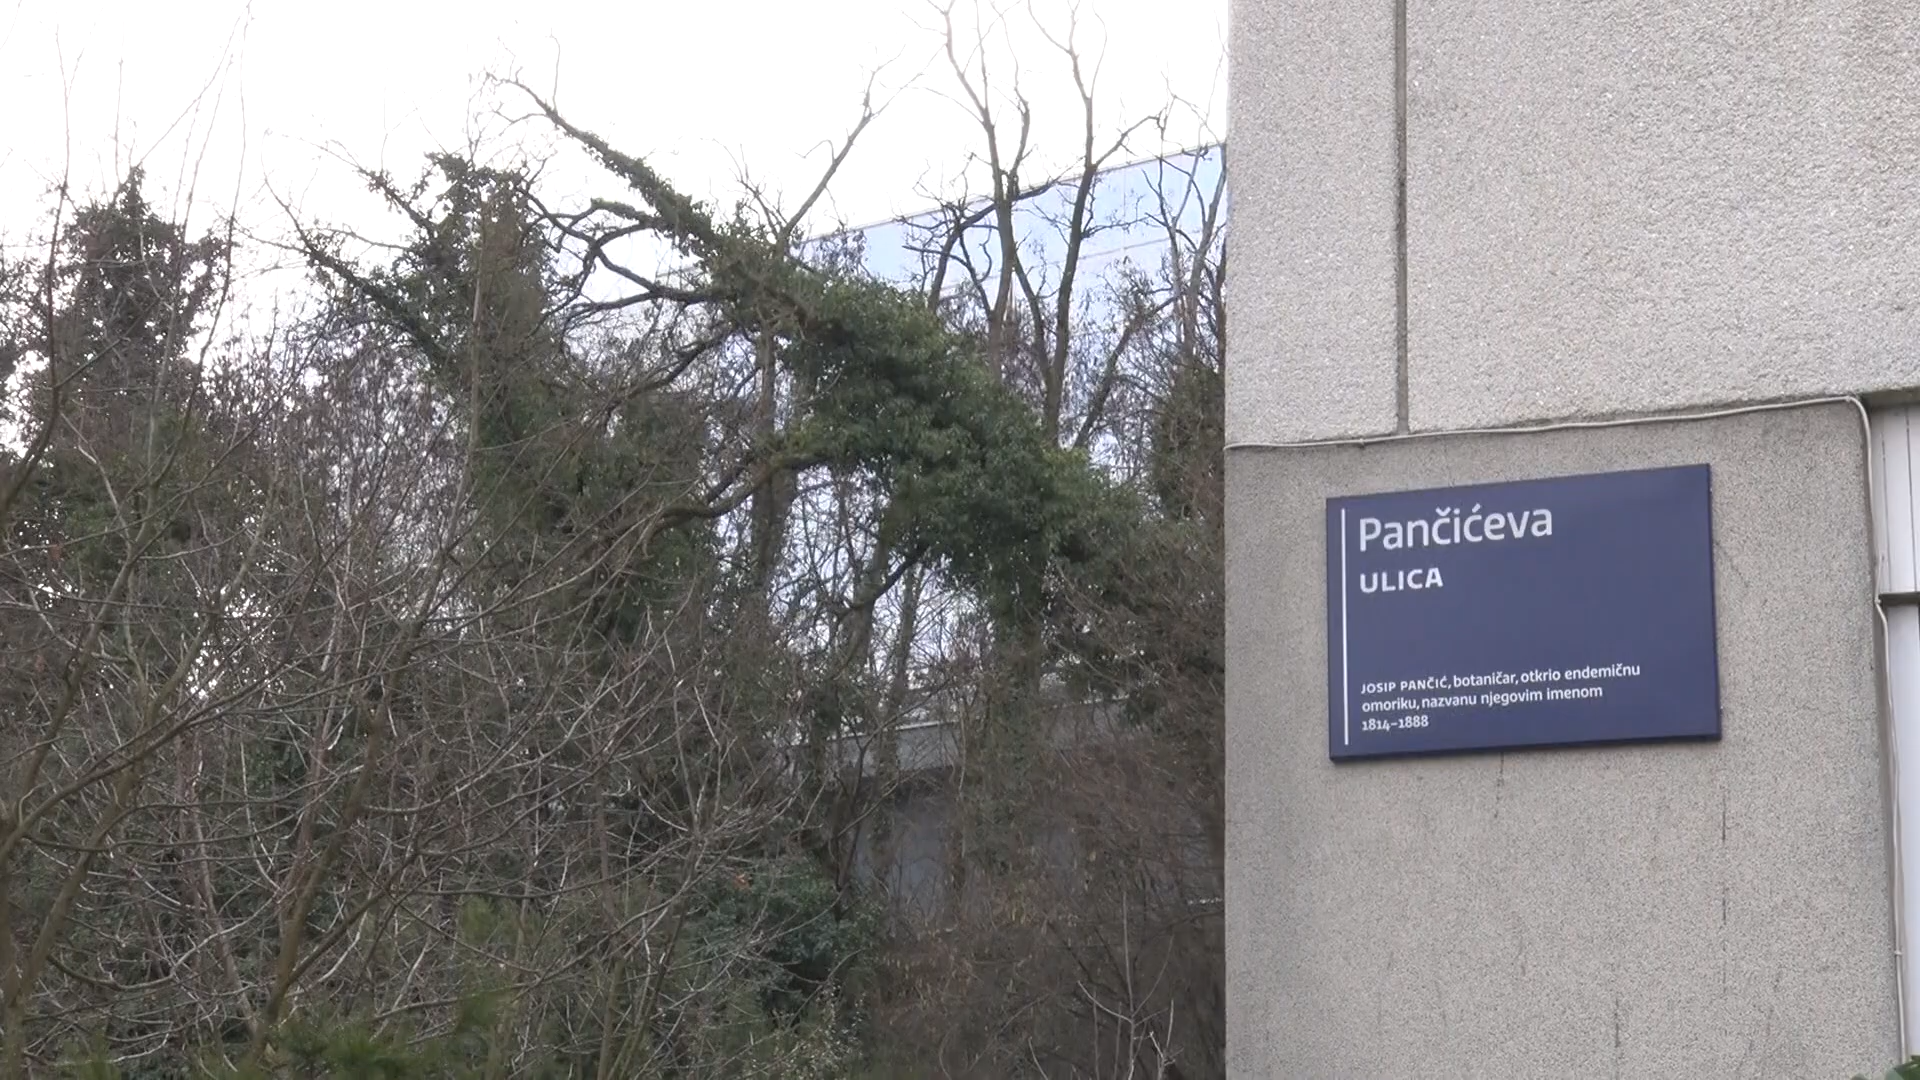 Pančićeva
ULICA
JOSIP PANČIĆ, botaničar, otkrio endemičnu
omoriku, nazvanu njegovim imenom
1814–1888